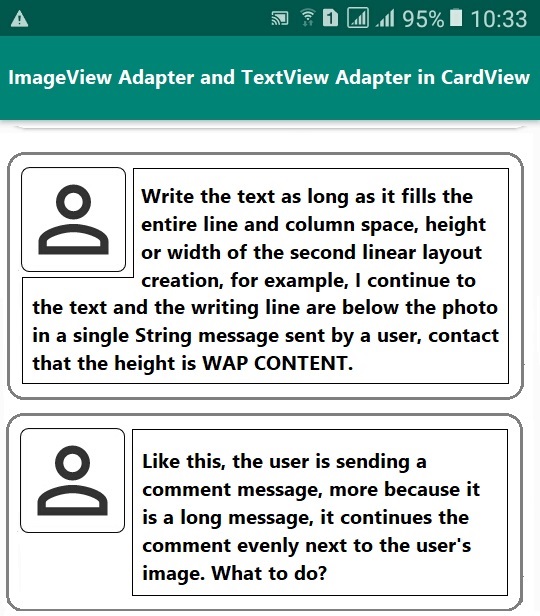 1 95% 10:33
ImageView Adapter and TextView Adapter in CardView
Write the text as long as it fills the
entire line and column space, height
or width of the second linear layout
creation, for example, I continue to
the text and the writing line are below the photo
in a single String message sent by a user, contact
that the height is WAP CONTENT.
Like this, the user is sending a
comment message, more because it
is a long message, it continues the
comment evenly next to the user's
image. What to do?